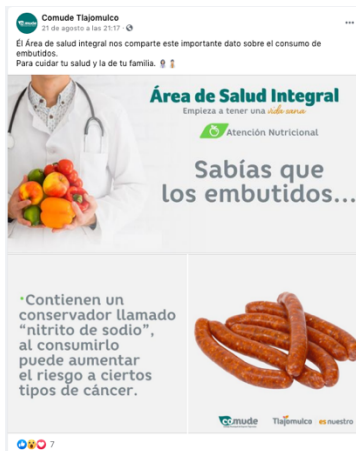 Comude Tlajomulco
21 de agosto a las 21:17 ·
El Área de salud integral nos comparte este importante dato sobre el consumo de
embutidos.
Para cuidar tu salud y la de tu familia.
Área de Salud Integral
Empieza a tener una vida sana
Atención Nutricional
Sabías que
los embutidos...
•Contienen un
conservador llamado
“nitrito de sodio”,
al consumirlo
puede aumentar
el riesgo a ciertos
tipos de cáncer.
comude Tlajomulco es nuestro
7